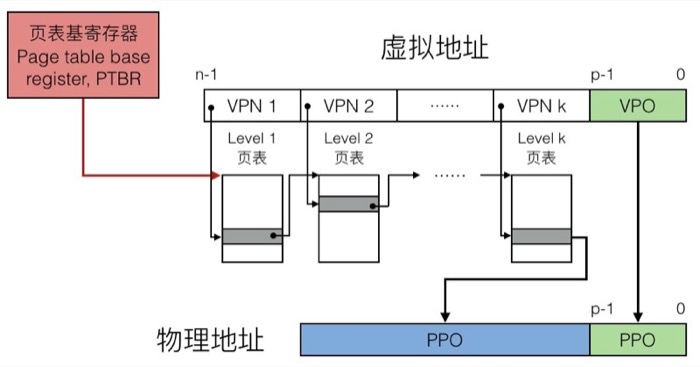 页表基寄存器
Page table base
register, PTBR
虚拟地址
n-1
p-1
0
VPN 1
VPN 2
……
VPN k
VPO
Level 1
页表
Level 2
页表
Level k
页表
……
p-1
0
物理地址
PPO
PPO